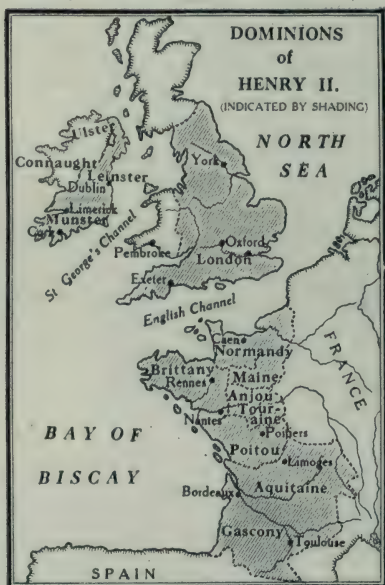 DOMINIONS
of
HENRY II.
(INDICATED BY SHADING)
NORTH
SEA
Ulster
Connaught
Leinster
Dublin
Limerick
Munster
Cork
St George's Channel
York
Pembroke
Oxford
London
Exeter
English Channel
Caen
Normandy
Brittany
Rennes
Maine
Anjou
Tour-
aine
Nantes
FRANCE
Poitiers
Poitou
Limoges
BAY OF
BISCAY
Aquitaine
Bordeaux
Gascony
Toulouse
SPAIN